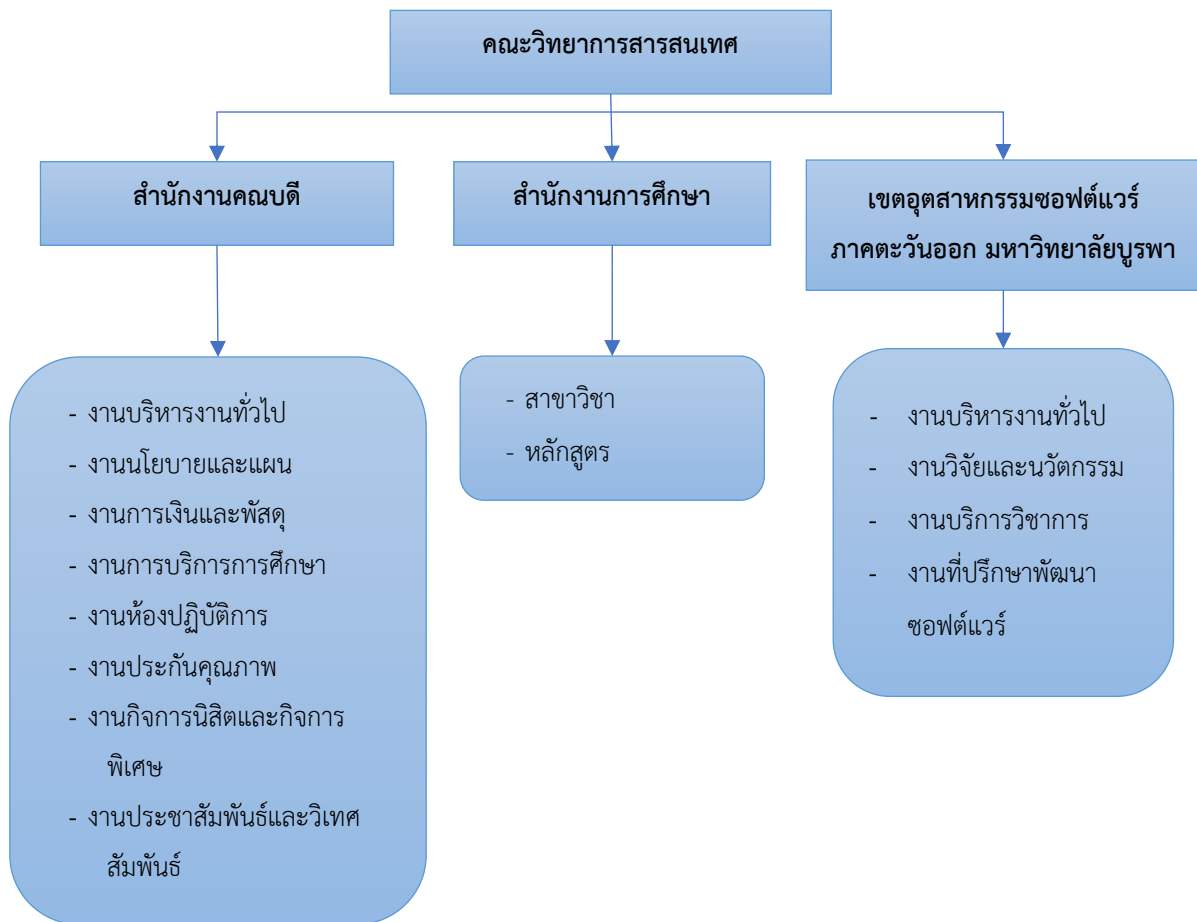 คณะวิทยาการสารสนเทศ
สำนักงานคณบดี
สำนักงานการศึกษา
เขตอุตสาหกรรมซอฟต์แวร์
ภาคตะวันออก มหาวิทยาลัยบูรพา
- งานบริหารงานทั่วไป
- งานนโยบายและแผน
- งานการเงินและพัสดุ
- งานการบริการการศึกษา
- งานห้องปฏิบัติการ
- งานประกันคุณภาพ
- งานกิจการนิสิตและกิจการ
พิเศษ
- งานประชาสัมพันธ์และวิเทศ
สัมพันธ์
- สาขาวิชา
- หลักสูตร
- งานบริหารงานทั่วไป
- งานวิจัยและนวัตกรรม
- งานบริการวิชาการ
- งานที่ปรึกษาพัฒนา
ซอฟต์แวร์